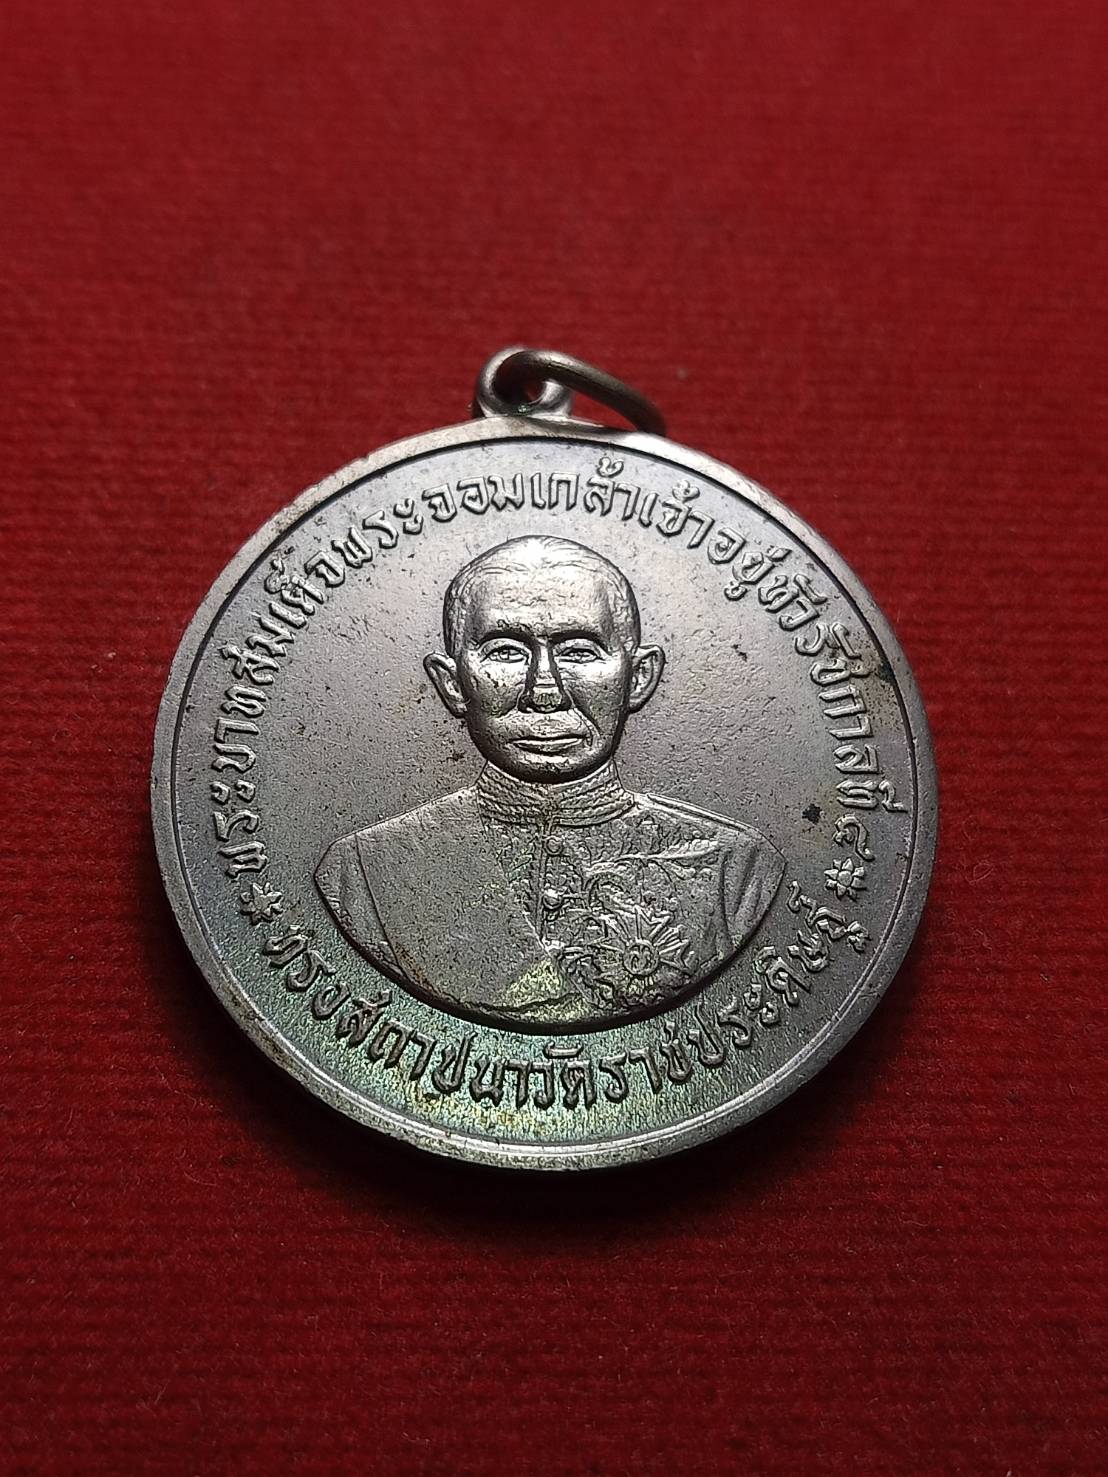 พระบาทสมเด็จพระจอมเกล้าเจ้าอยู่หัวรัชกาลที่๔
ทรงสถาปนาวัดราชประดิษฐ์